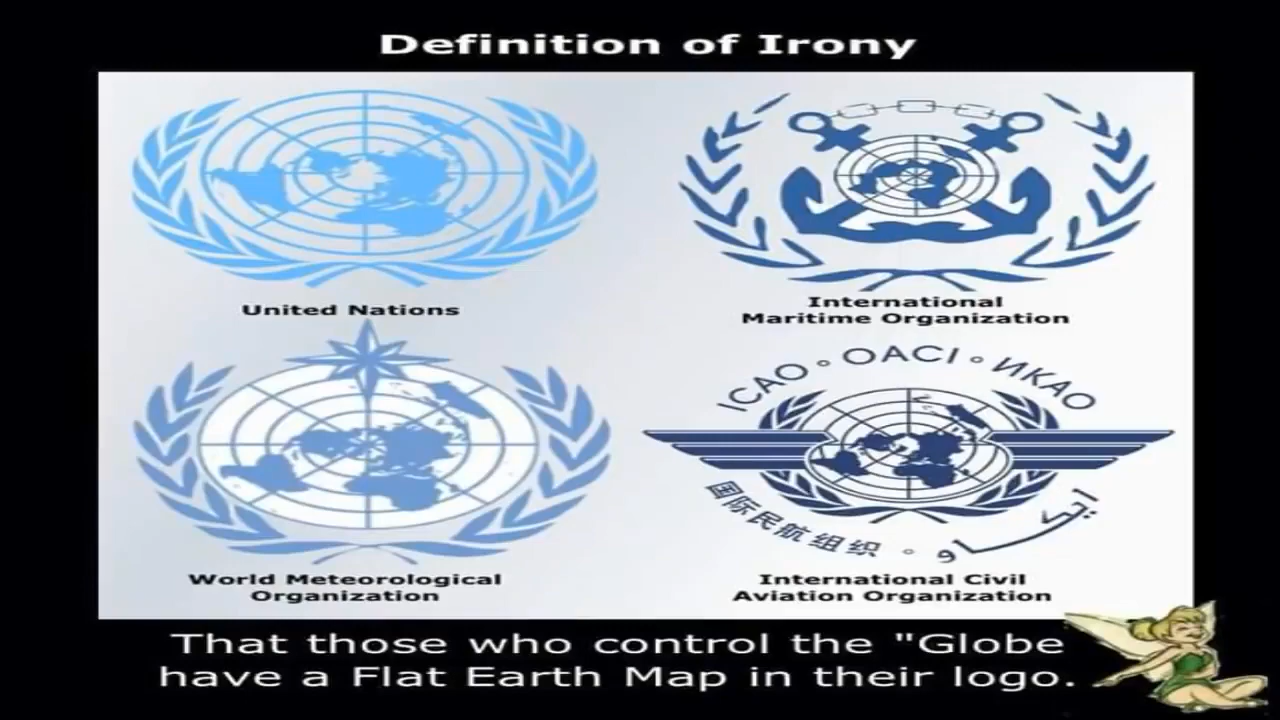 Definition of Irony
United Nations
International
Maritime Organization
ICAO ◦ OACI ◦ ИКАО
国际民航组织 ◦ ايكاو
World Meteorological
Organization
International Civil
Aviation Organization
That those who control the "Globe
have a Flat Earth Map in their logo.